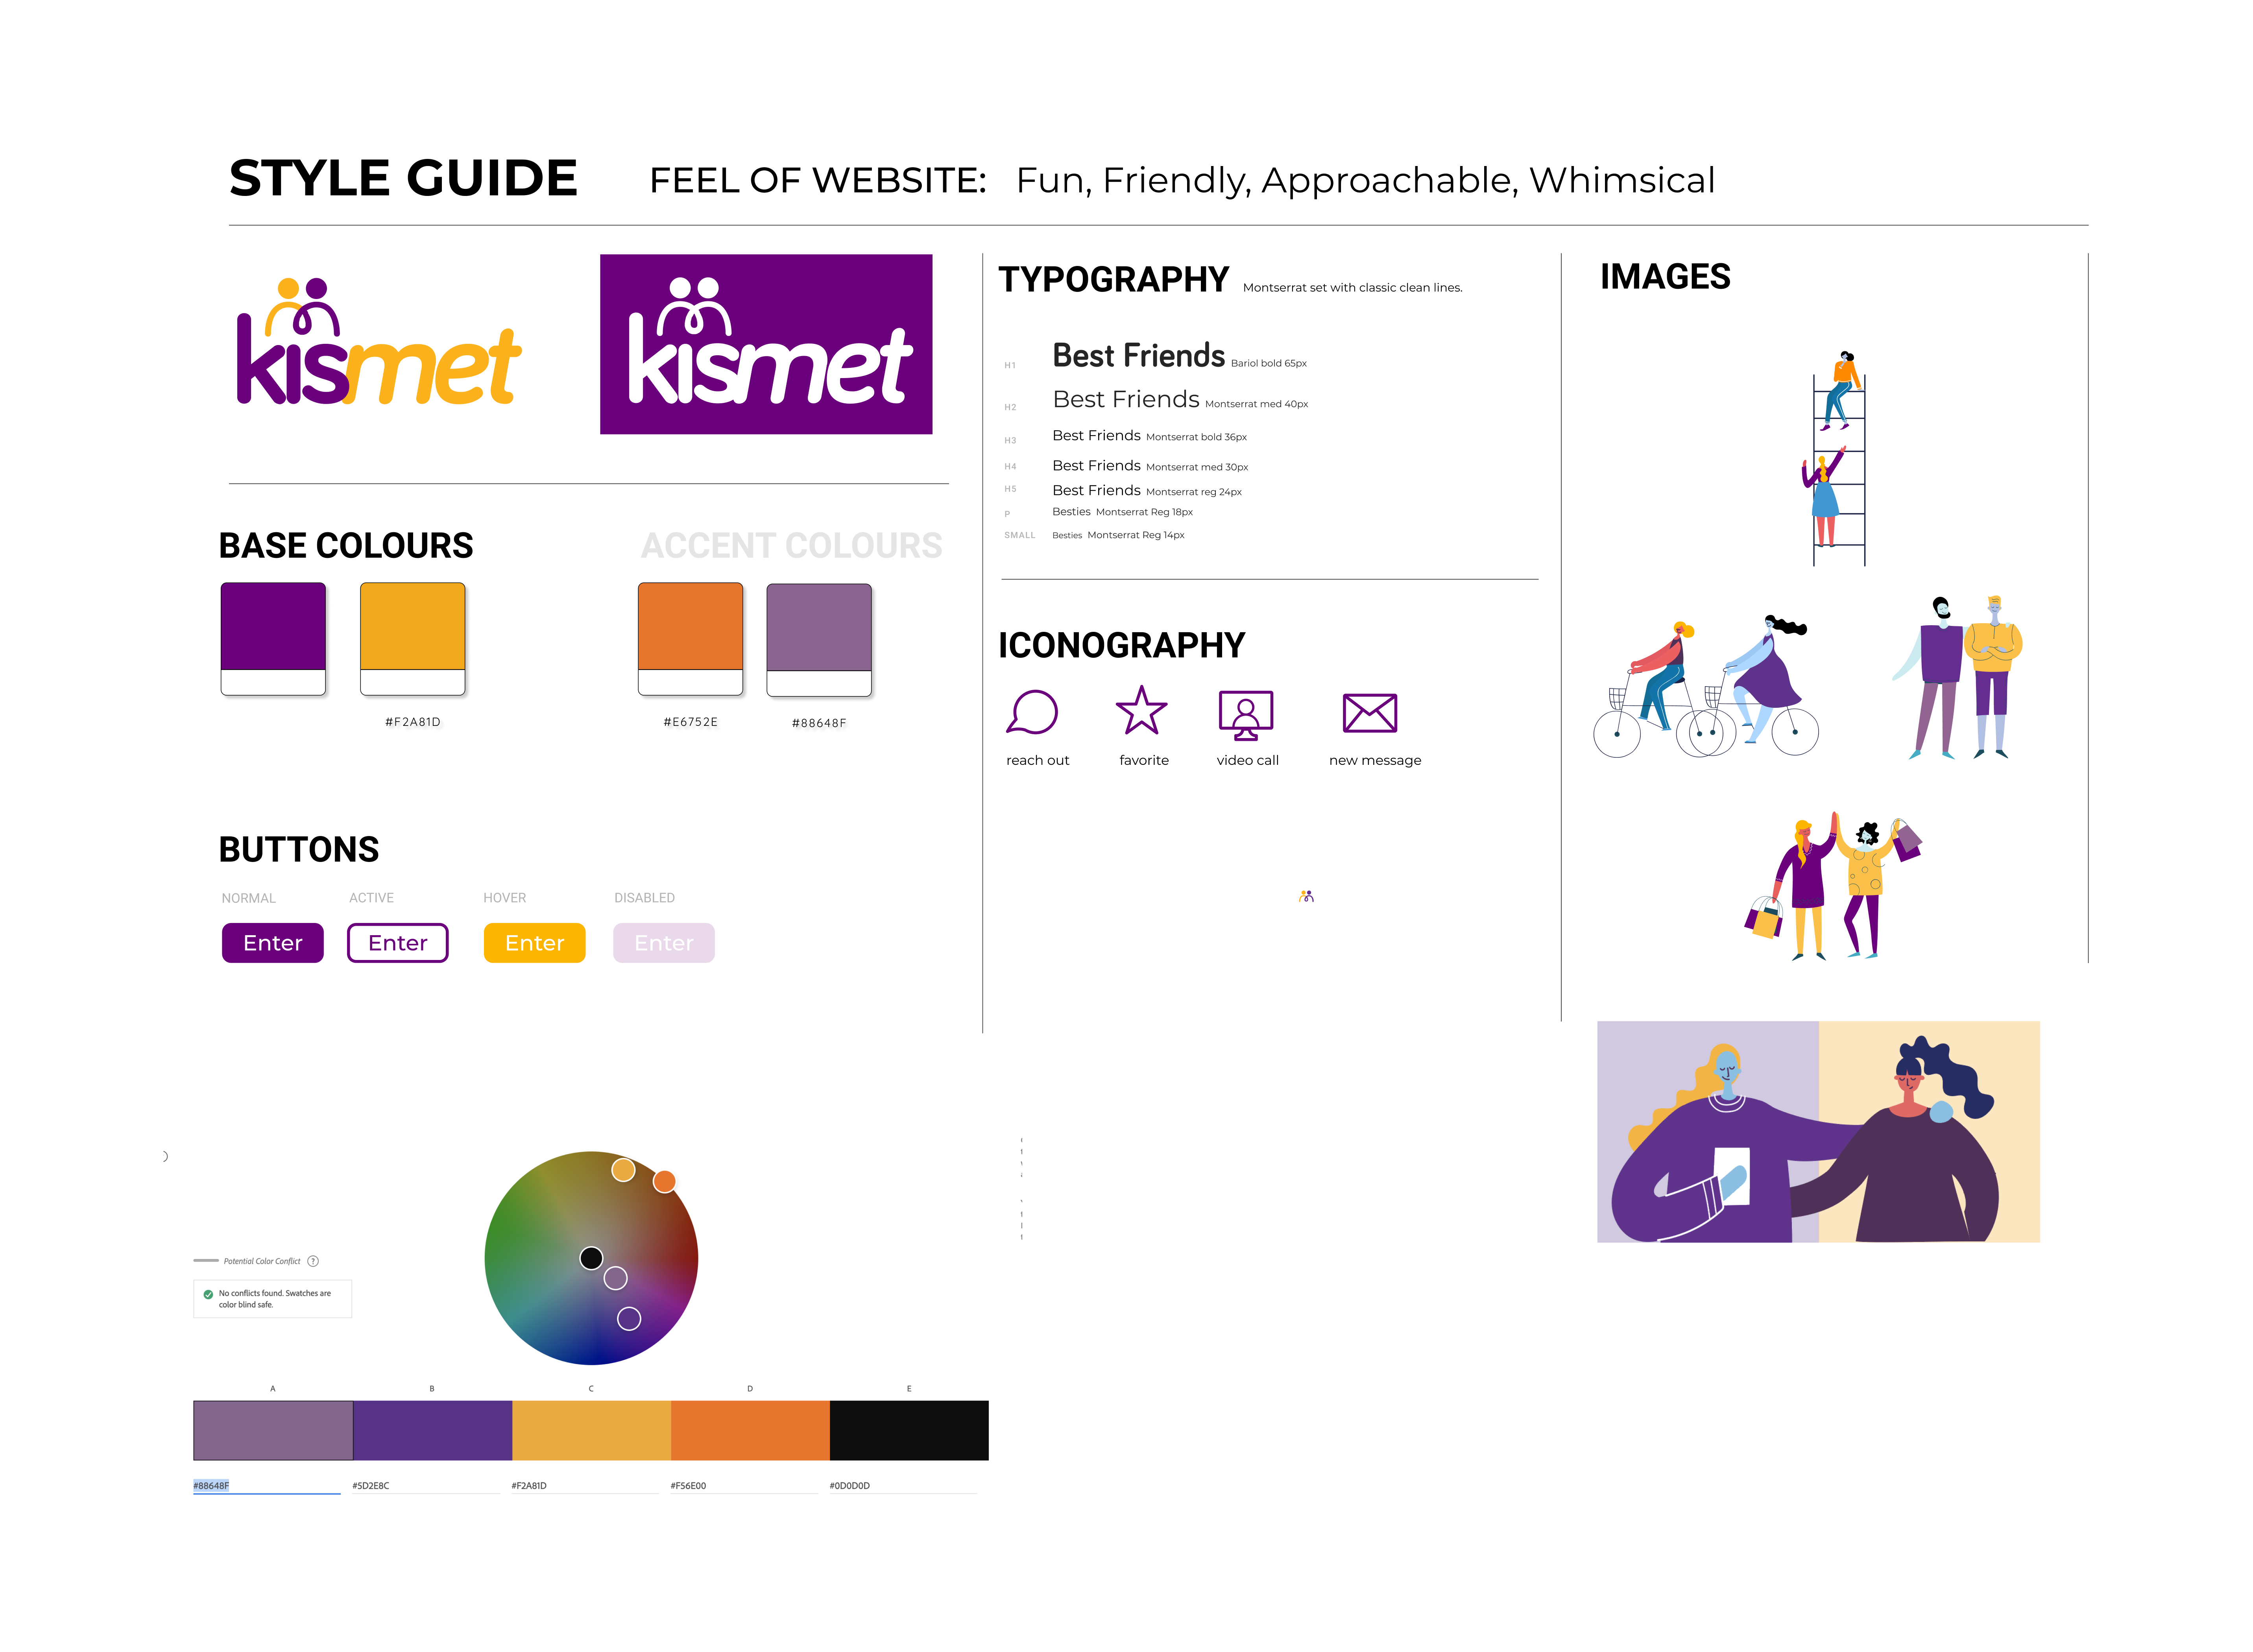 STYLE GUIDE
FEEL OF WEBSITE: Fun, Friendly, Approachable, Whimsical
kismet
kismet
BASE COLOURS
ACCENT COLOURS
#F2A81D
#E6752E
#88648F
BUTTONS
NORMAL
ACTIVE
HOVER
DISABLED
Enter
Enter
Enter
Enter
TYPOGRAPHY
Montserrat set with classic clean lines.
H1 Best Friends Bariol bold 65px
H2 Best Friends Montserrat med 40px
H3 Best Friends Montserrat bold 36px
H4 Best Friends Montserrat med 30px
H5 Best Friends Montserrat reg 24px
P Besties Montserrat Reg 18px
SMALL Besties Montserrat Reg 14px
ICONOGRAPHY
reach out
favorite
video call
new message
IMAGES
Potential Color Conflict ?
No conflicts found. Swatches are
color blind safe.
A
B
C
D
E
#88648F
#5D2E8C
#F2A81D
#F56E00
#0D0D0D